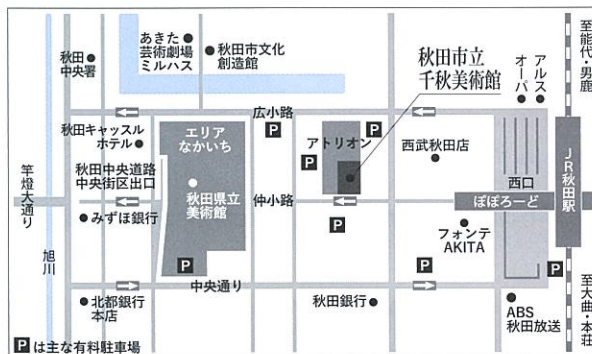 秋田
中央署
あきた
芸術劇場
ミルハス
秋田市文化
創造館
秋田市立
千秋美術館
オーパ
アルス
至能代・男鹿
広小路
秋田キャッスル
ホテル
エリア
なかいち
P
P
アトリオン
P
西武秋田店
西口
JR秋田駅
竿燈大通り
秋田中央道路
中央街区出口
秋田県立
美術館
仲小路
ぽぽろーど
みずほ銀行
P
フォンテ
AKITA
旭川
P
中央通り
P
P
北都銀行
本店
秋田銀行
ABS
秋田放送
至大曲・本荘
Pは主な有料駐車場